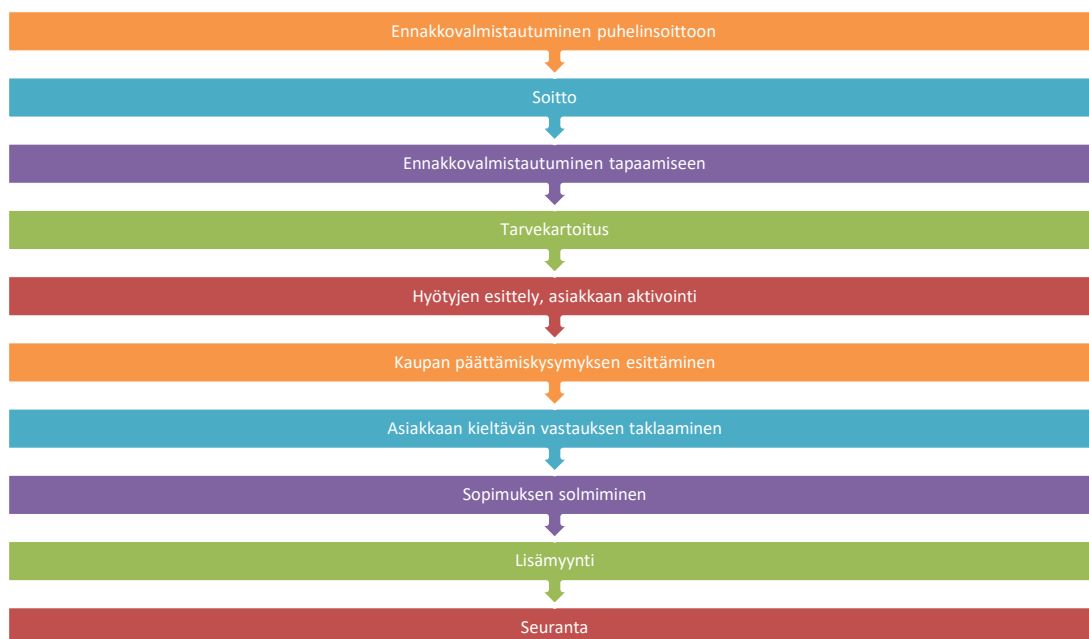 Ennakkovalmistautuminen puhelinsoittoon
Soitto
Ennakkovalmistautuminen tapaamiseen
Tarvekartoitus
Hyötyjen esittely, asiakkaan aktivointi
Kaupan päättämiskysymyksen esittäminen
Asiakkaan kieltävän vastauksen taklaaminen
Sopimuksen solmiminen
Lisämyynti
Seuranta